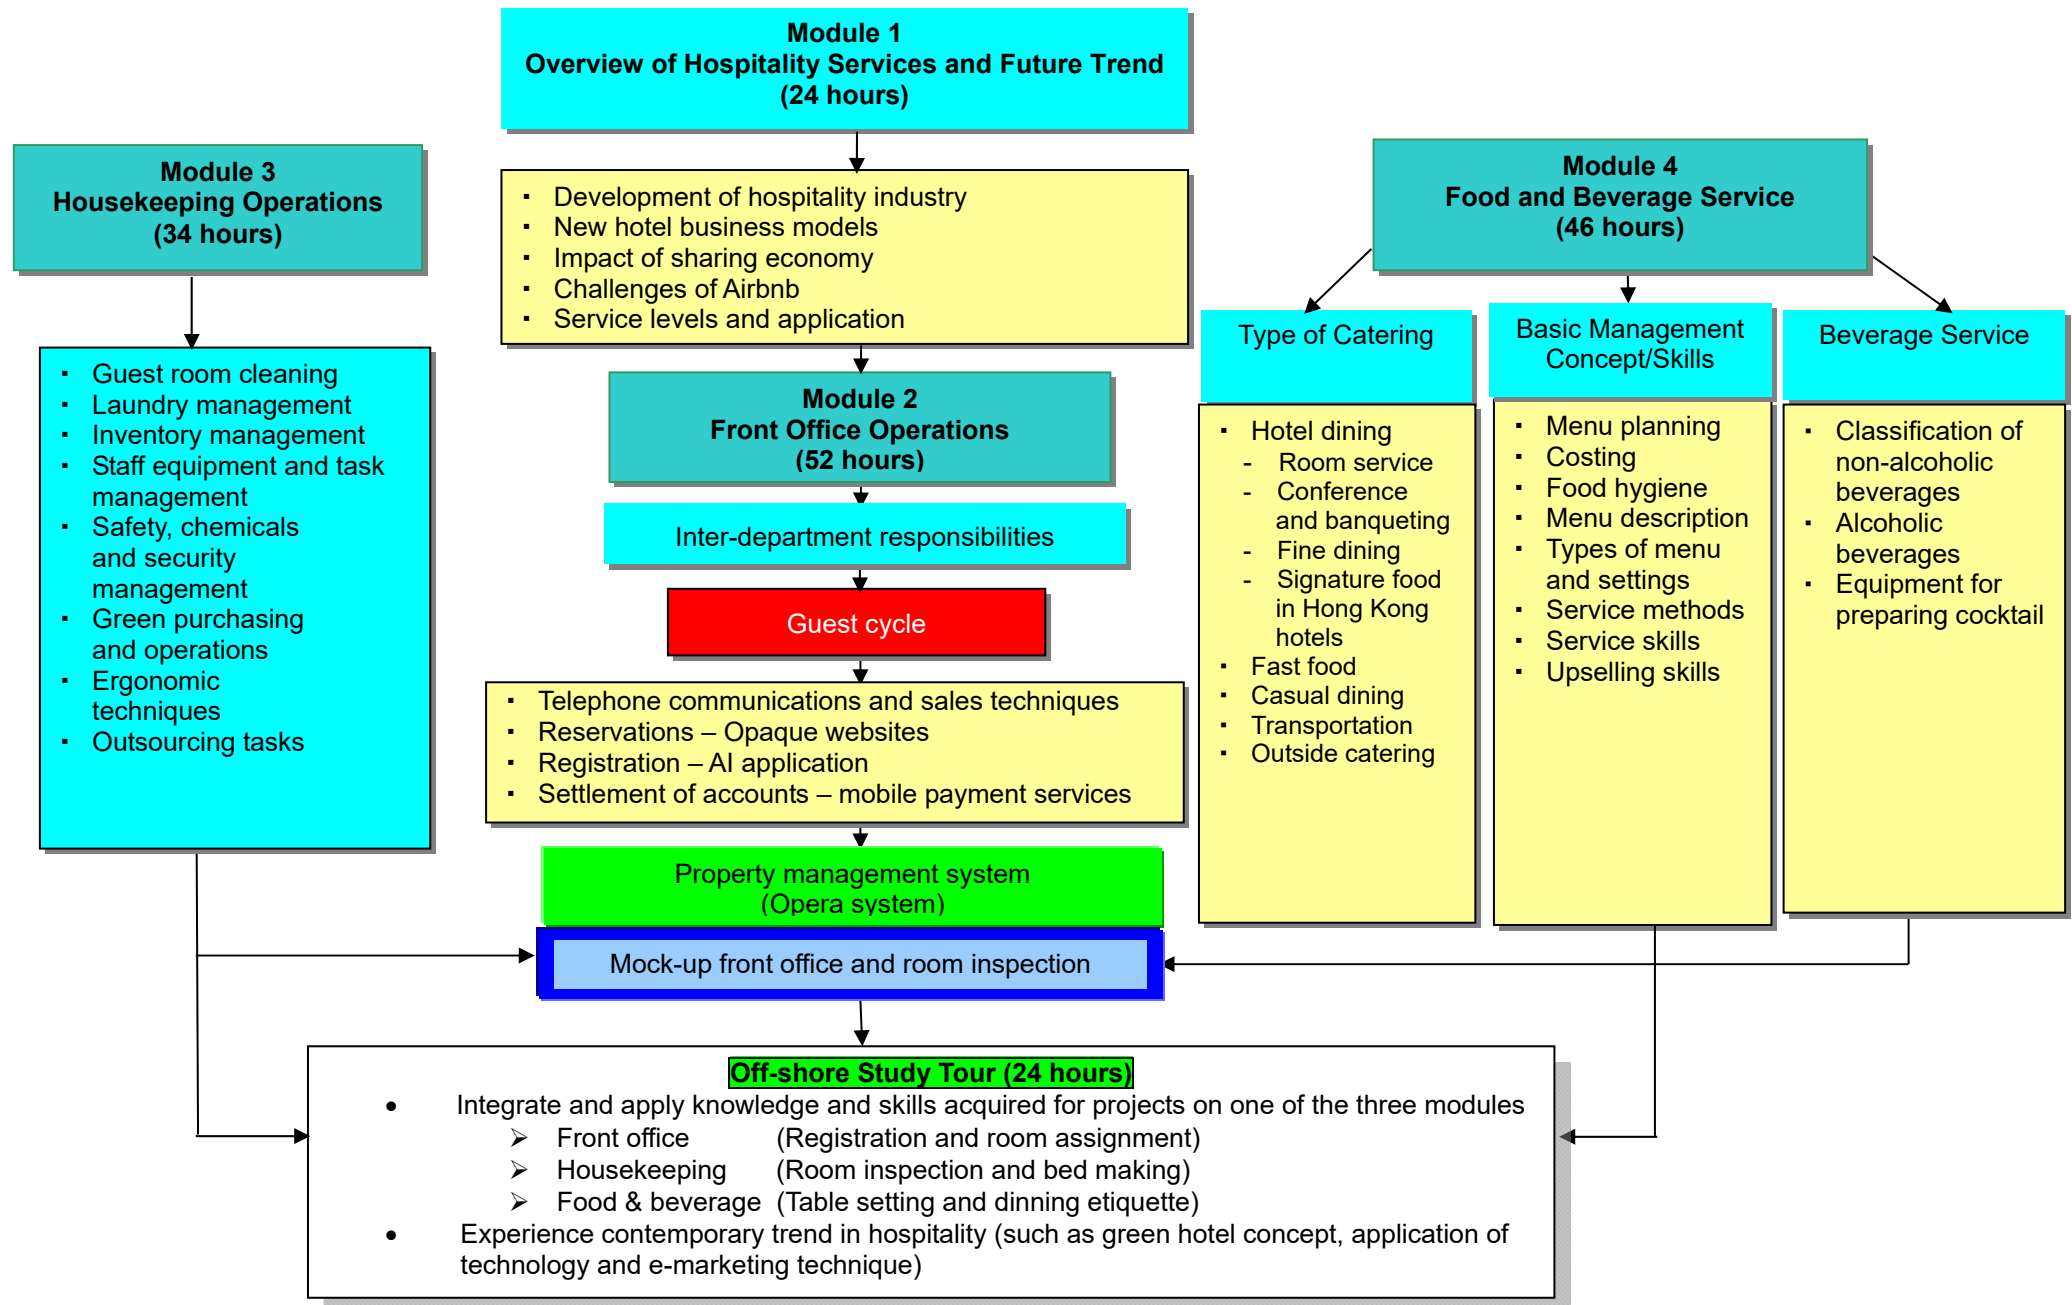 Module 1
Overview of Hospitality Services and Future Trend
(24 hours)
▪ Development of hospitality industry
▪ New hotel business models
▪ Impact of sharing economy
▪ Challenges of Airbnb
▪ Service levels and application
Module 3
Housekeeping Operations
(34 hours)
▪ Guest room cleaning
▪ Laundry management
▪ Inventory management
▪ Staff equipment and task
management
▪ Safety, chemicals
and security
management
▪ Green purchasing
and operations
▪ Ergonomic
techniques
▪ Outsourcing tasks
Module 2
Front Office Operations
(52 hours)
Inter-department responsibilities
Guest cycle
▪ Telephone communications and sales techniques
▪ Reservations – Opaque websites
▪ Registration – AI application
▪ Settlement of accounts – mobile payment services
Property management system
(Opera system)
Mock-up front office and room inspection
Module 4
Food and Beverage Service
(46 hours)
Type of Catering
▪ Hotel dining
- Room service
- Conference
and banqueting
- Fine dining
- Signature food
in Hong Kong
hotels
▪ Fast food
▪ Casual dining
▪ Transportation
▪ Outside catering
Basic Management
Concept/Skills
▪ Menu planning
▪ Costing
▪ Food hygiene
▪ Menu description
▪ Types of menu
and settings
▪ Service methods
▪ Service skills
▪ Upselling skills
Beverage Service
▪ Classification of
non-alcoholic
beverages
▪ Alcoholic
beverages
▪ Equipment for
preparing cocktail
Off-shore Study Tour (24 hours)
● Integrate and apply knowledge and skills acquired for projects on one of the three modules
➢ Front office (Registration and room assignment)
➢ Housekeeping (Room inspection and bed making)
➢ Food & beverage (Table setting and dinning etiquette)
● Experience contemporary trend in hospitality (such as green hotel concept, application of
technology and e-marketing technique)